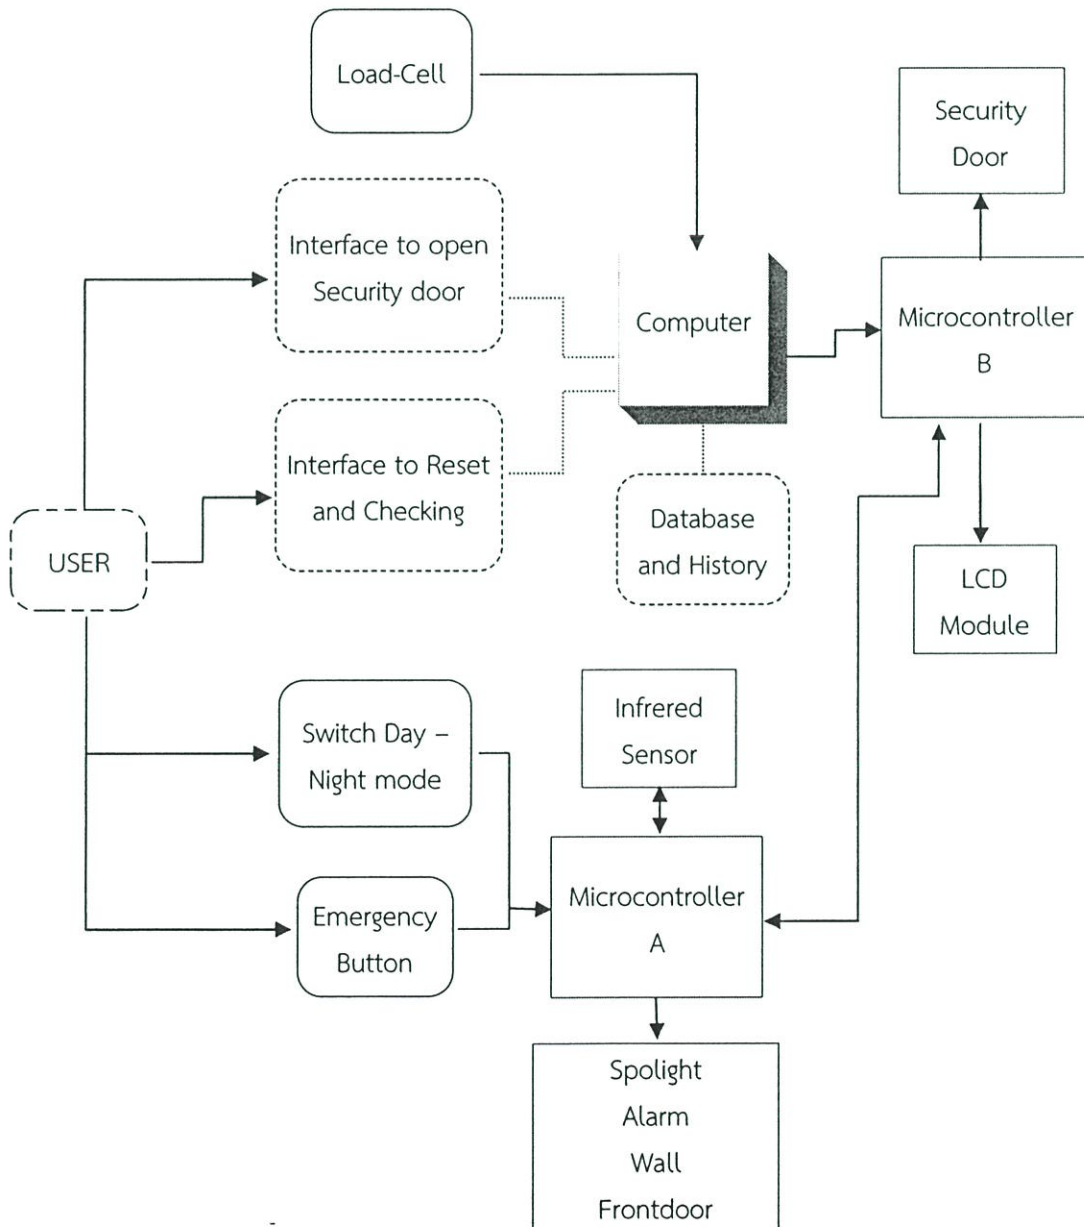 Load-Cell
Security
Door
Interface to open
Security door
Computer
Microcontroller
B
Interface to Reset
and Checking
Database
and History
USER
LCD
Module
Infrered
Sensor
Switch Day –
Night mode
Microcontroller
A
Emergency
Button
Spolight
Alarm
Wall
Frontdoor